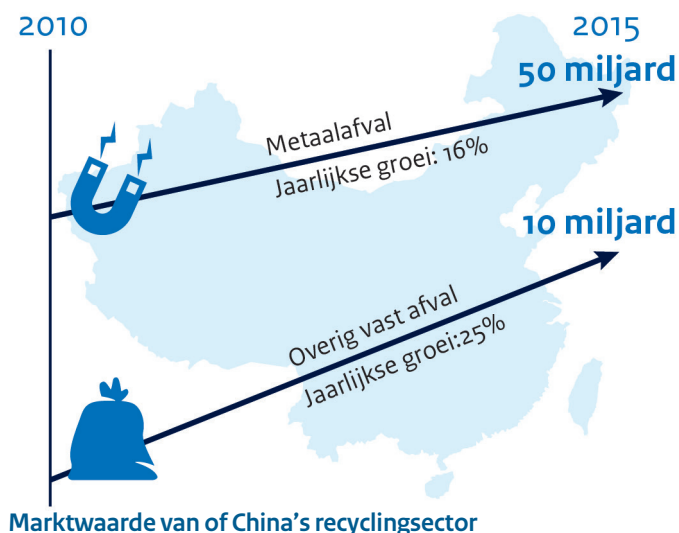 2010
2015
50 miljard
Metaalafval
Jaarlijkse groei: 16%
10 miljard
Overig vast afval
Jaarlijkse groei:25%
Marktwaarde van of China's recyclingsector